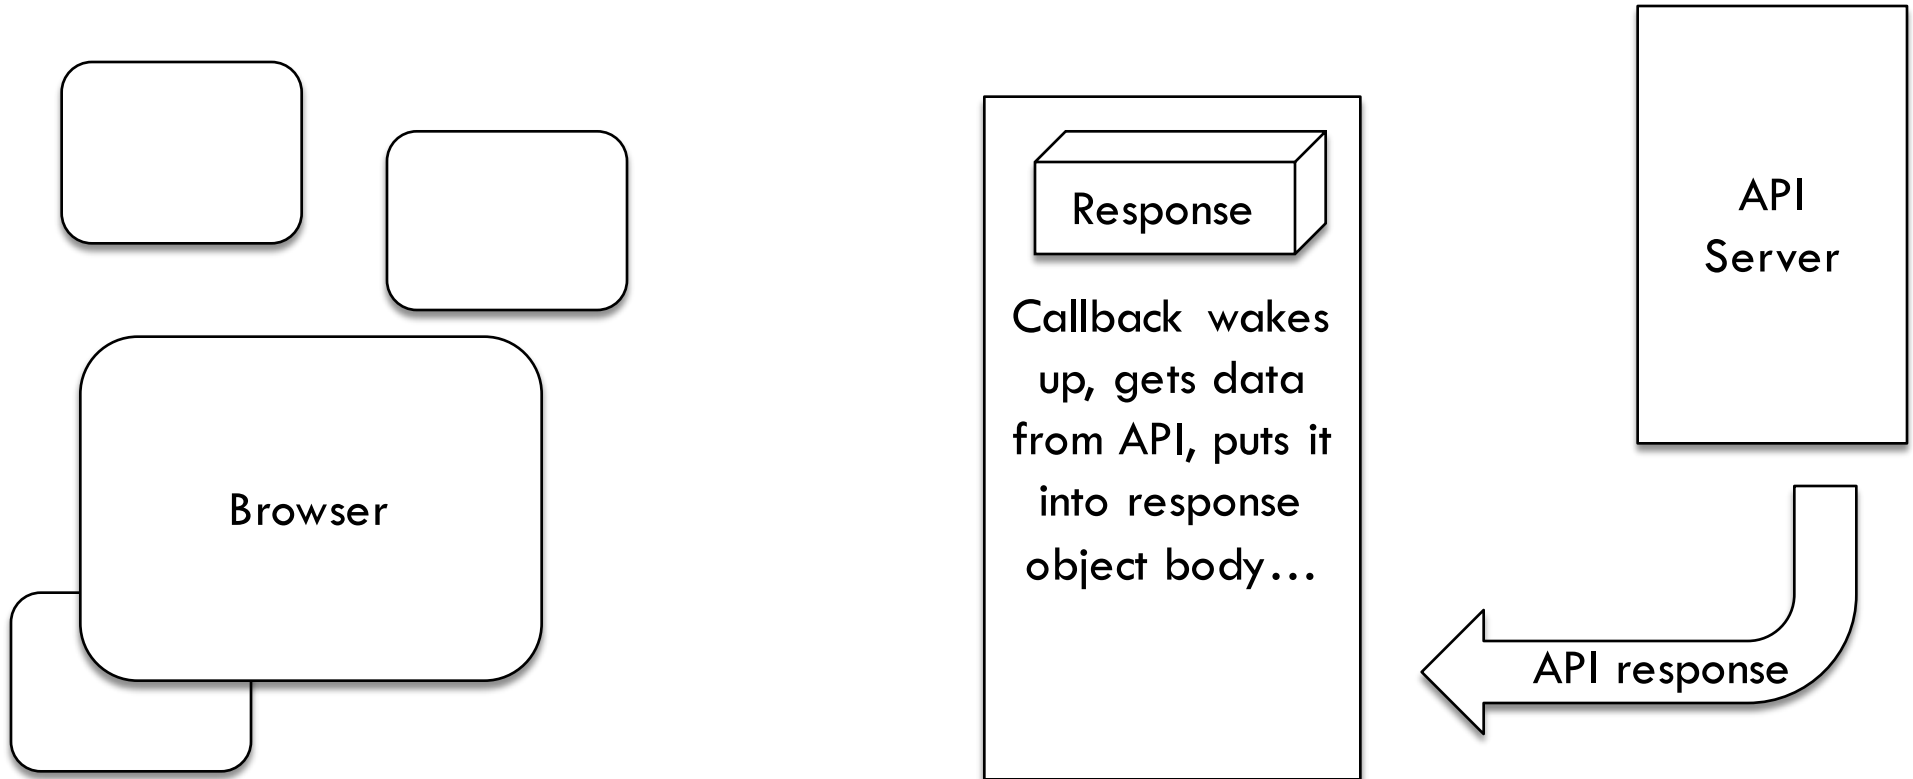 Browser
Response
Callback wakes
up, gets data
from API, puts it
into response
object body…
API
Server
API response